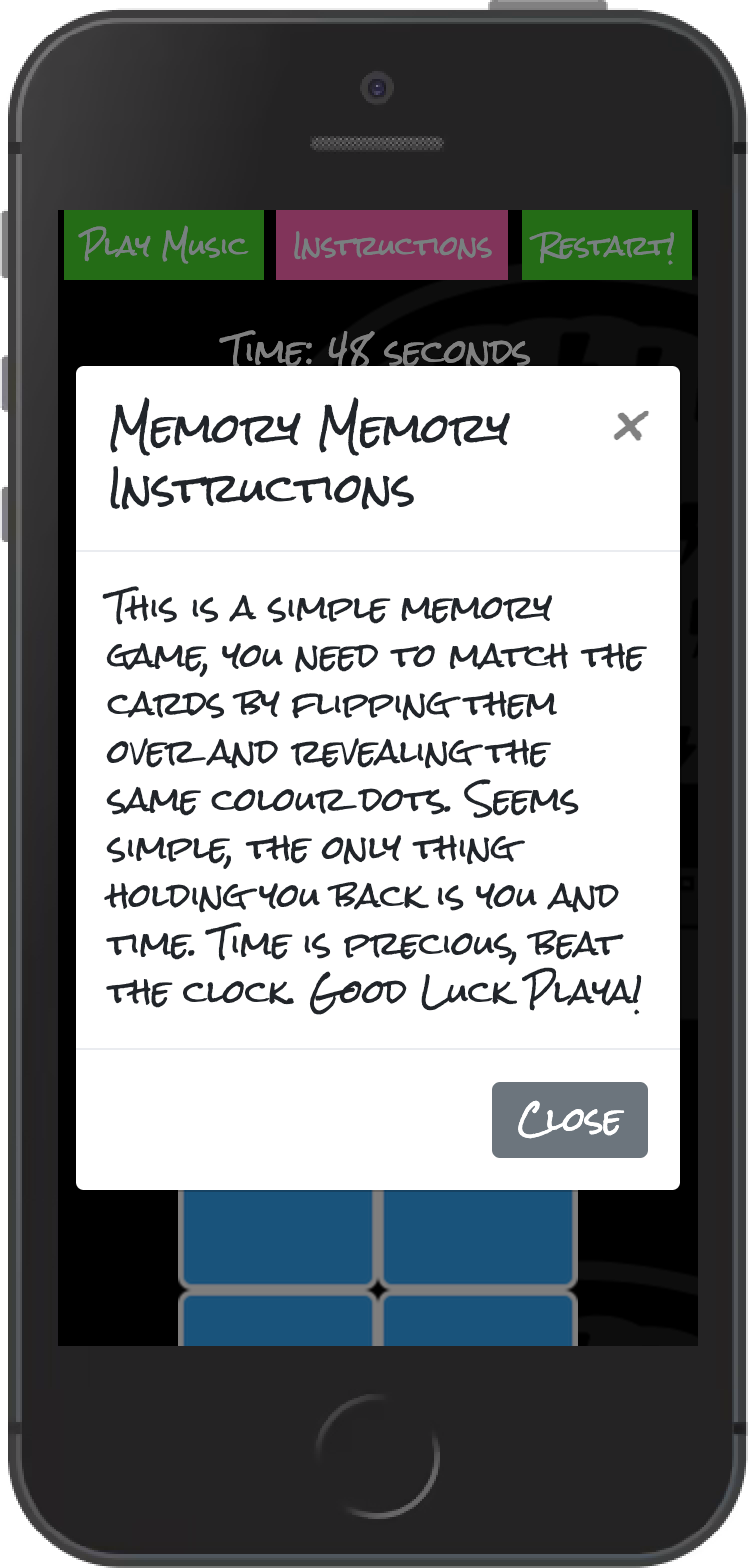 Play Music Instructions Restart!
Time: 48 seconds
Memory Memory
Instructions
This is a simple memory
game, you need to match the
cards by flipping them
over and revealing the
same colour dots. Seems
simple, the only thing
holding you back is you and
time. Time is precious, beat
the clock. Good Luck Playa!
Close